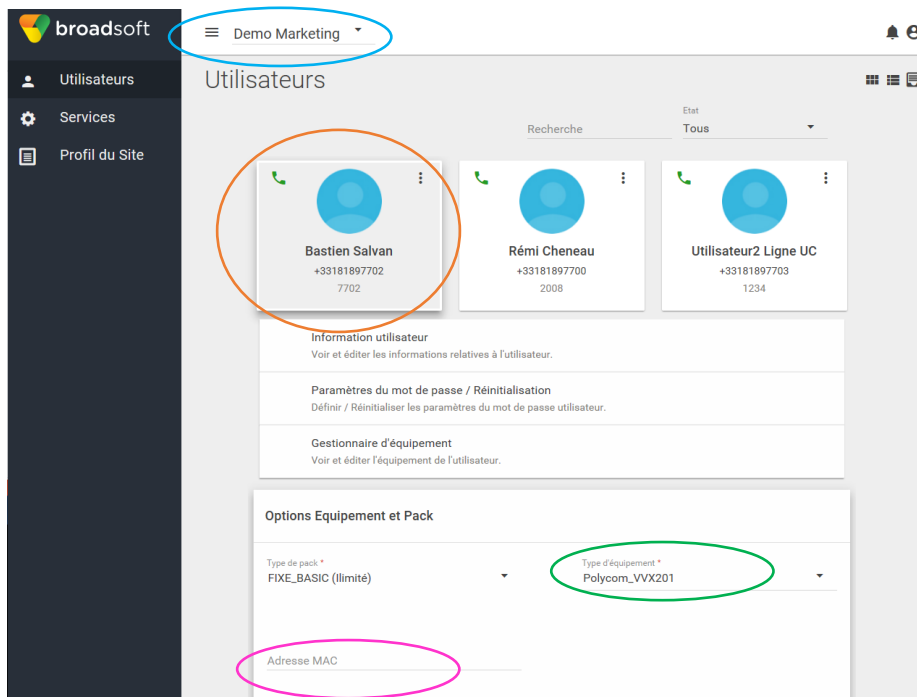 broadsoft
Demo Marketing
Utilisateurs
Services
Profil du Site
Utilisateurs
Recherche
Etat
Tous
Bastien Salvan
+33181897702
7702
Rémi Cheneau
+33181897700
2008
Utilisateur2 Ligne UC
+33181897703
1234
Information utilisateur
Voir et éditer les informations relatives à l'utilisateur.
Paramètres du mot de passe / Réinitialisation
Définir / Réinitialiser les paramètres du mot de passe utilisateur.
Gestionnaire d'équipement
Voir et éditer l'équipement de l'utilisateur.
Options Equipement et Pack
Type de pack *
FIXE_BASIC (Ilimité)
Type d'équipement *
Polycom_VVX201
Adresse MAC